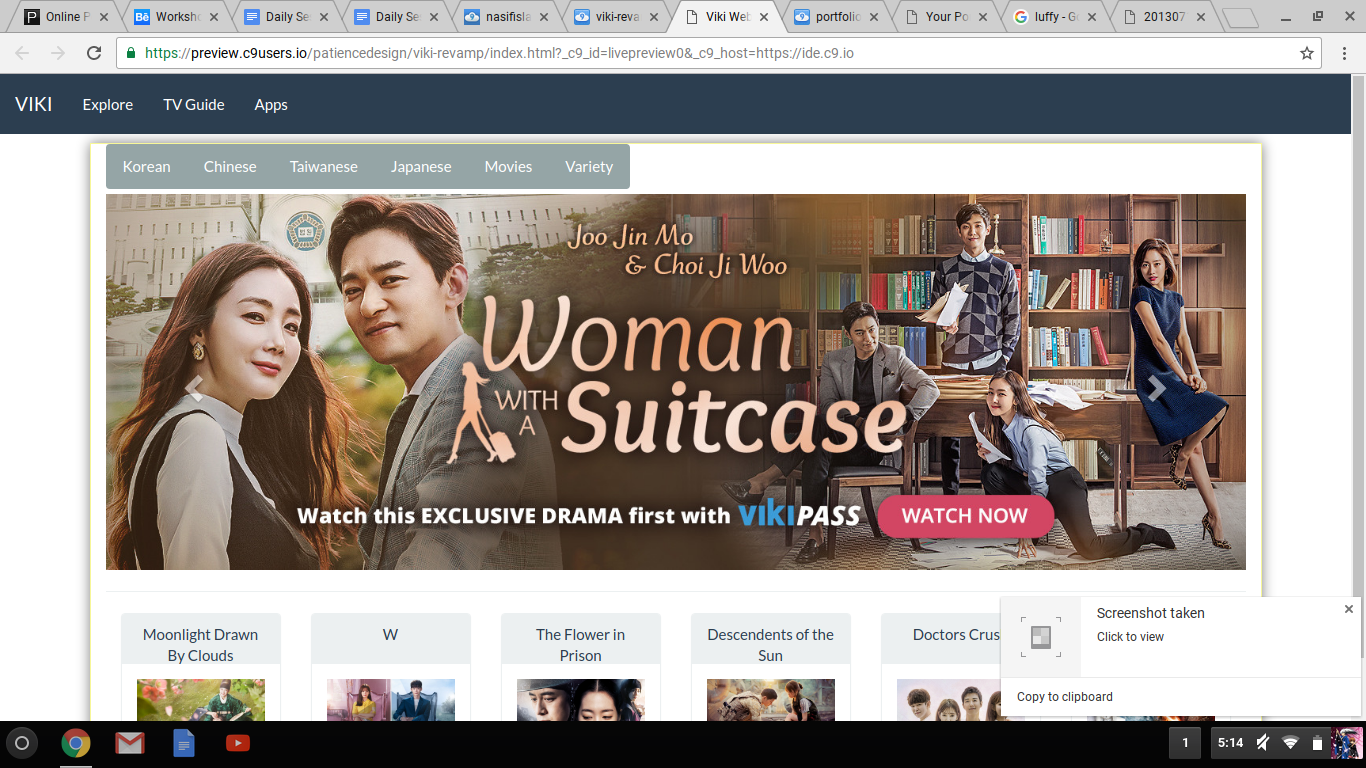 Online P
Worksho
Daily Se
Daily Se
nasifisla
viki-reva
Viki Web
portfolio
Your Po
luffy - Go
201307
https://preview.c9users.io/patiencedesign/viki-revamp/index.html?_c9_id=livepreview0&_c9_host=https://ide.c9.io
VIKI Explore TV Guide Apps
Korean Chinese Taiwanese Japanese Movies Variety
Joo Jin Mo
& Choi Ji Woo
Woman
WITH A
Suitcase
Watch this EXCLUSIVE DRAMA first with VIKIPASS WATCH NOW
Moonlight Drawn
By Clouds
W
The Flower in
Prison
Descendents of the
Sun
Doctors Crus
Screenshot taken
Click to view
Copy to clipboard
1 5:14